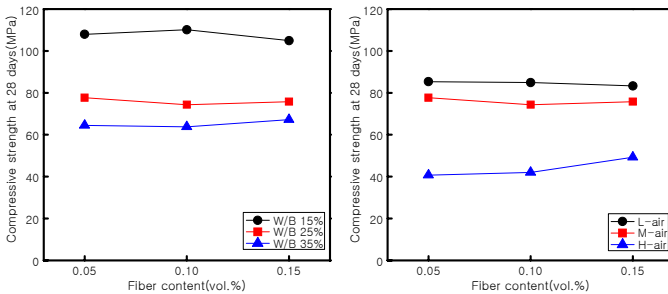 Compressive strength at 28 days(MPa)
120
100
80
60
40
20
0
0.05 0.10 0.15
Fiber content(vol.%)
W/B 15%
W/B 25%
W/B 35%
Compressive strength at 28 days(MPa)
120
100
80
60
40
20
0
0.05 0.10 0.15
Fiber content(vol.%)
L-air
M-air
H-air